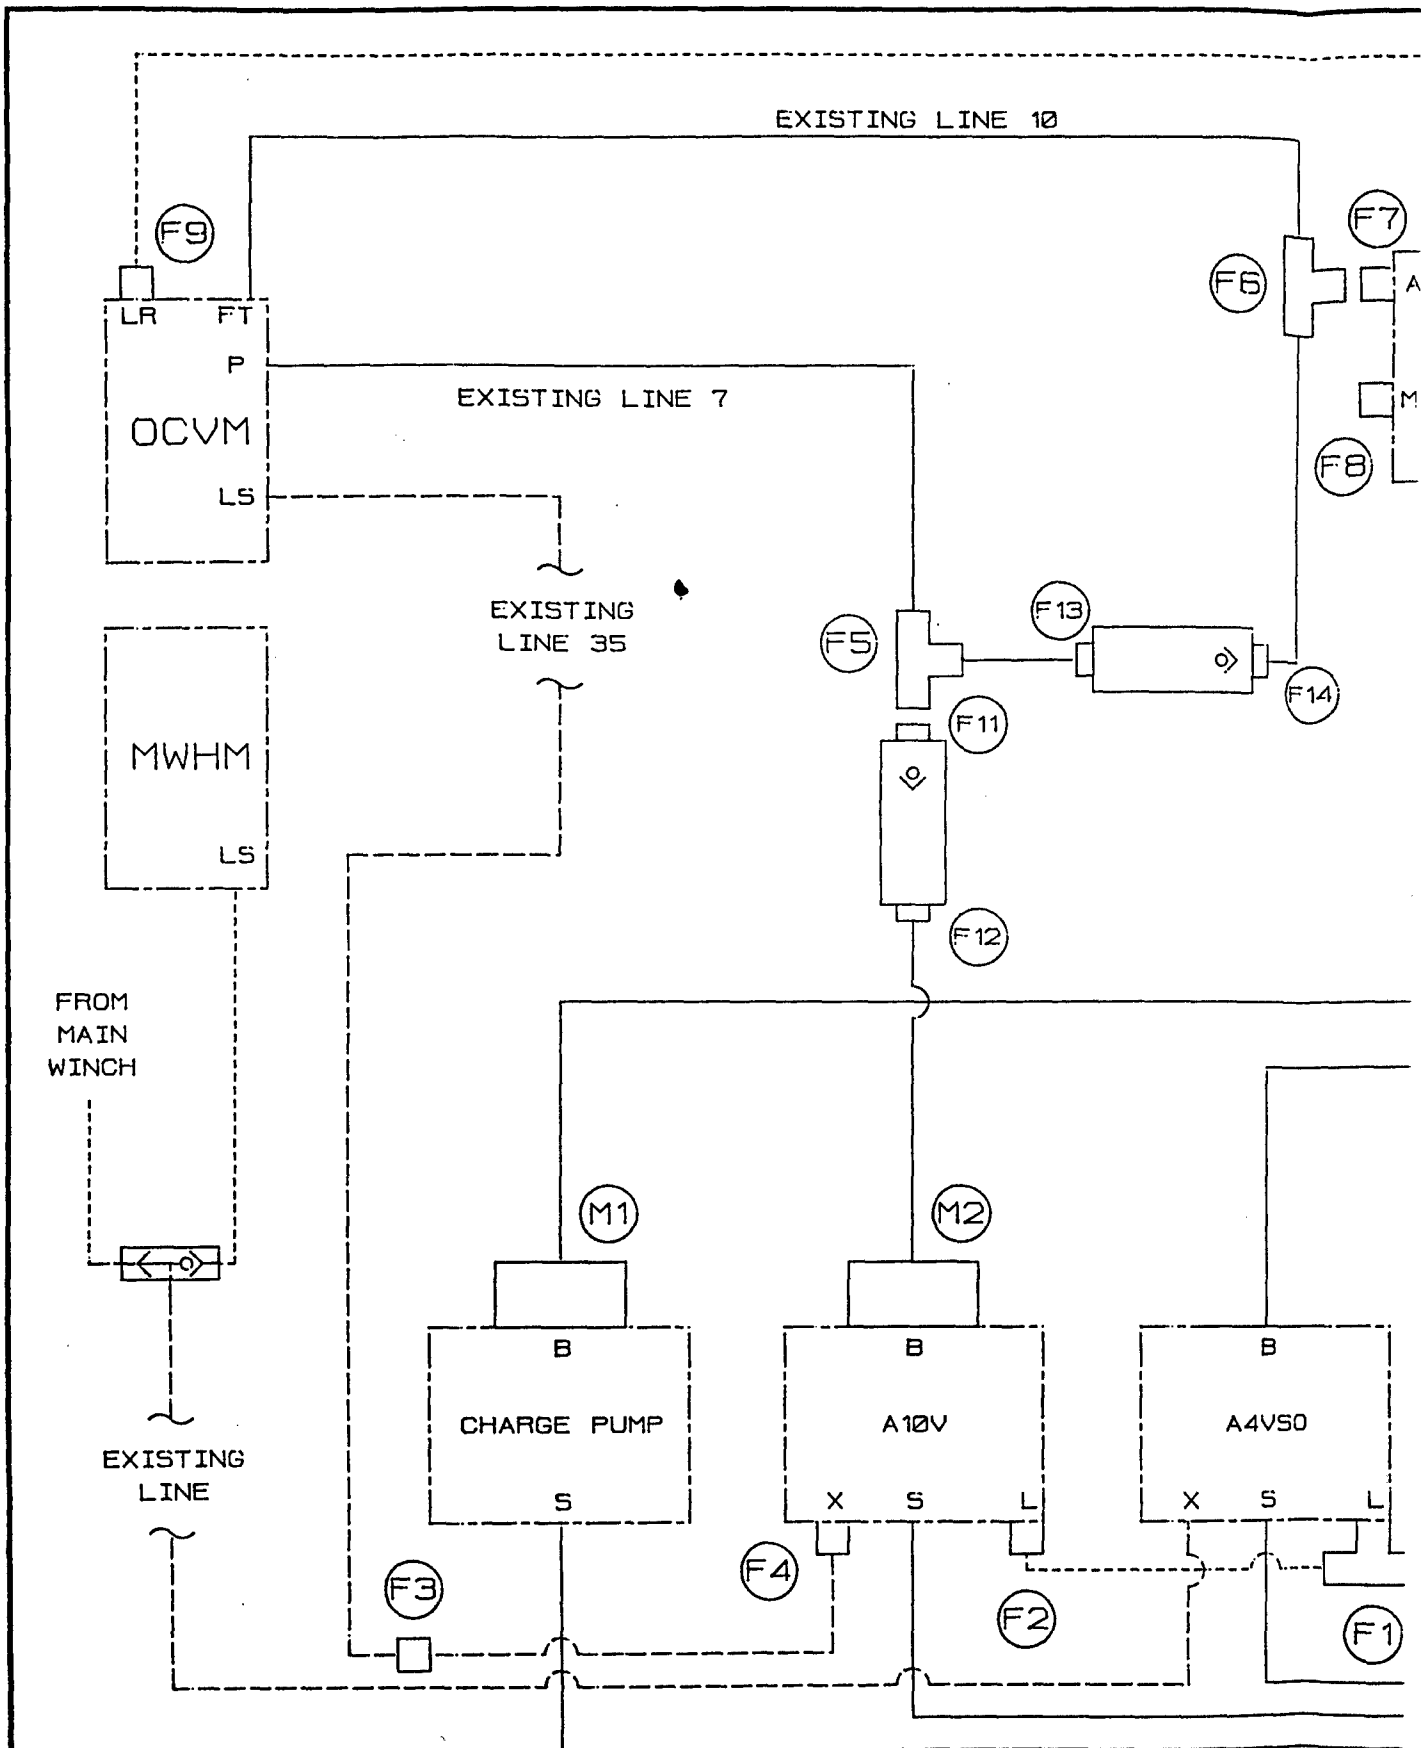 EXISTING LINE 10
F9
F7
F6
A
LR
FT
P
EXISTING LINE 7
M
OCVM
F8
LS
EXISTING
LINE 35
F13
F5
F14
F11
MWHM
LS
F12
FROM
MAIN
WINCH
M1
M2
B
B
B
CHARGE PUMP
A10V
A4VSO
EXISTING
LINE
S
X
S
L
X
S
L
F4
F3
F2
F1